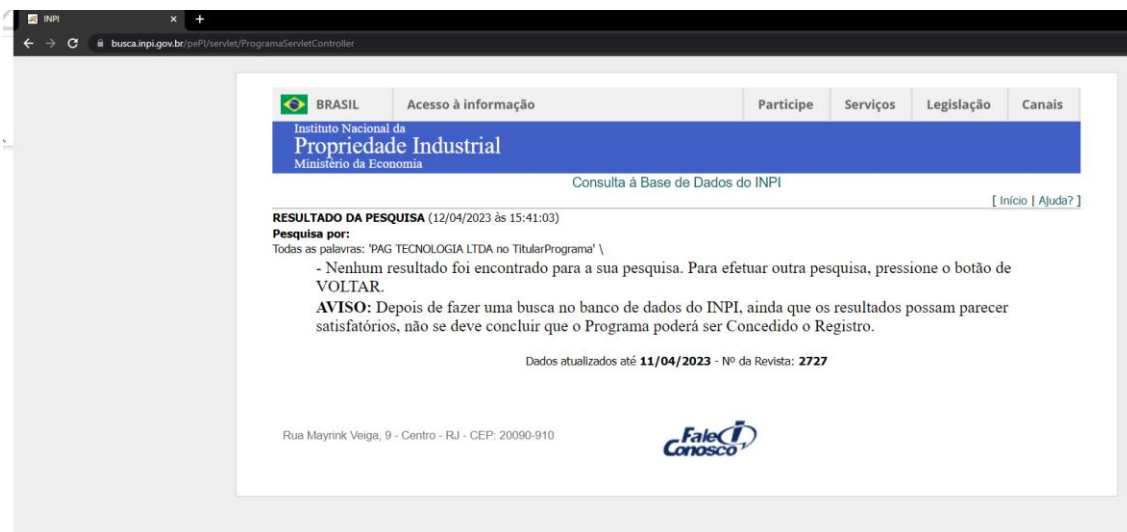 INPI
busca.inpi.gov.br/pePI/servlet/ProgramaServletController
BRASIL Acesso à informação Participe Serviços Legislação Canais
Instituto Nacional da
Propriedade Industrial
Ministério da Economia
Consulta à Base de Dados do INPI
[ Início | Ajuda? ]
RESULTADO DA PESQUISA (12/04/2023 às 15:41:03)
Pesquisa por:
Todas as palavras: 'PAG TECNOLOGIA LTDA no TitularPrograma' \
- Nenhum resultado foi encontrado para a sua pesquisa. Para efetuar outra pesquisa, pressione o botão de
VOLTAR.
AVISO: Depois de fazer uma busca no banco de dados do INPI, ainda que os resultados possam parecer
satisfatórios, não se deve concluir que o Programa poderá ser Concedido o Registro.
Dados atualizados até 11/04/2023 - Nº da Revista: 2727
Rua Mayrink Veiga, 9 - Centro - RJ - CEP: 20090-910
Fale
Conosco